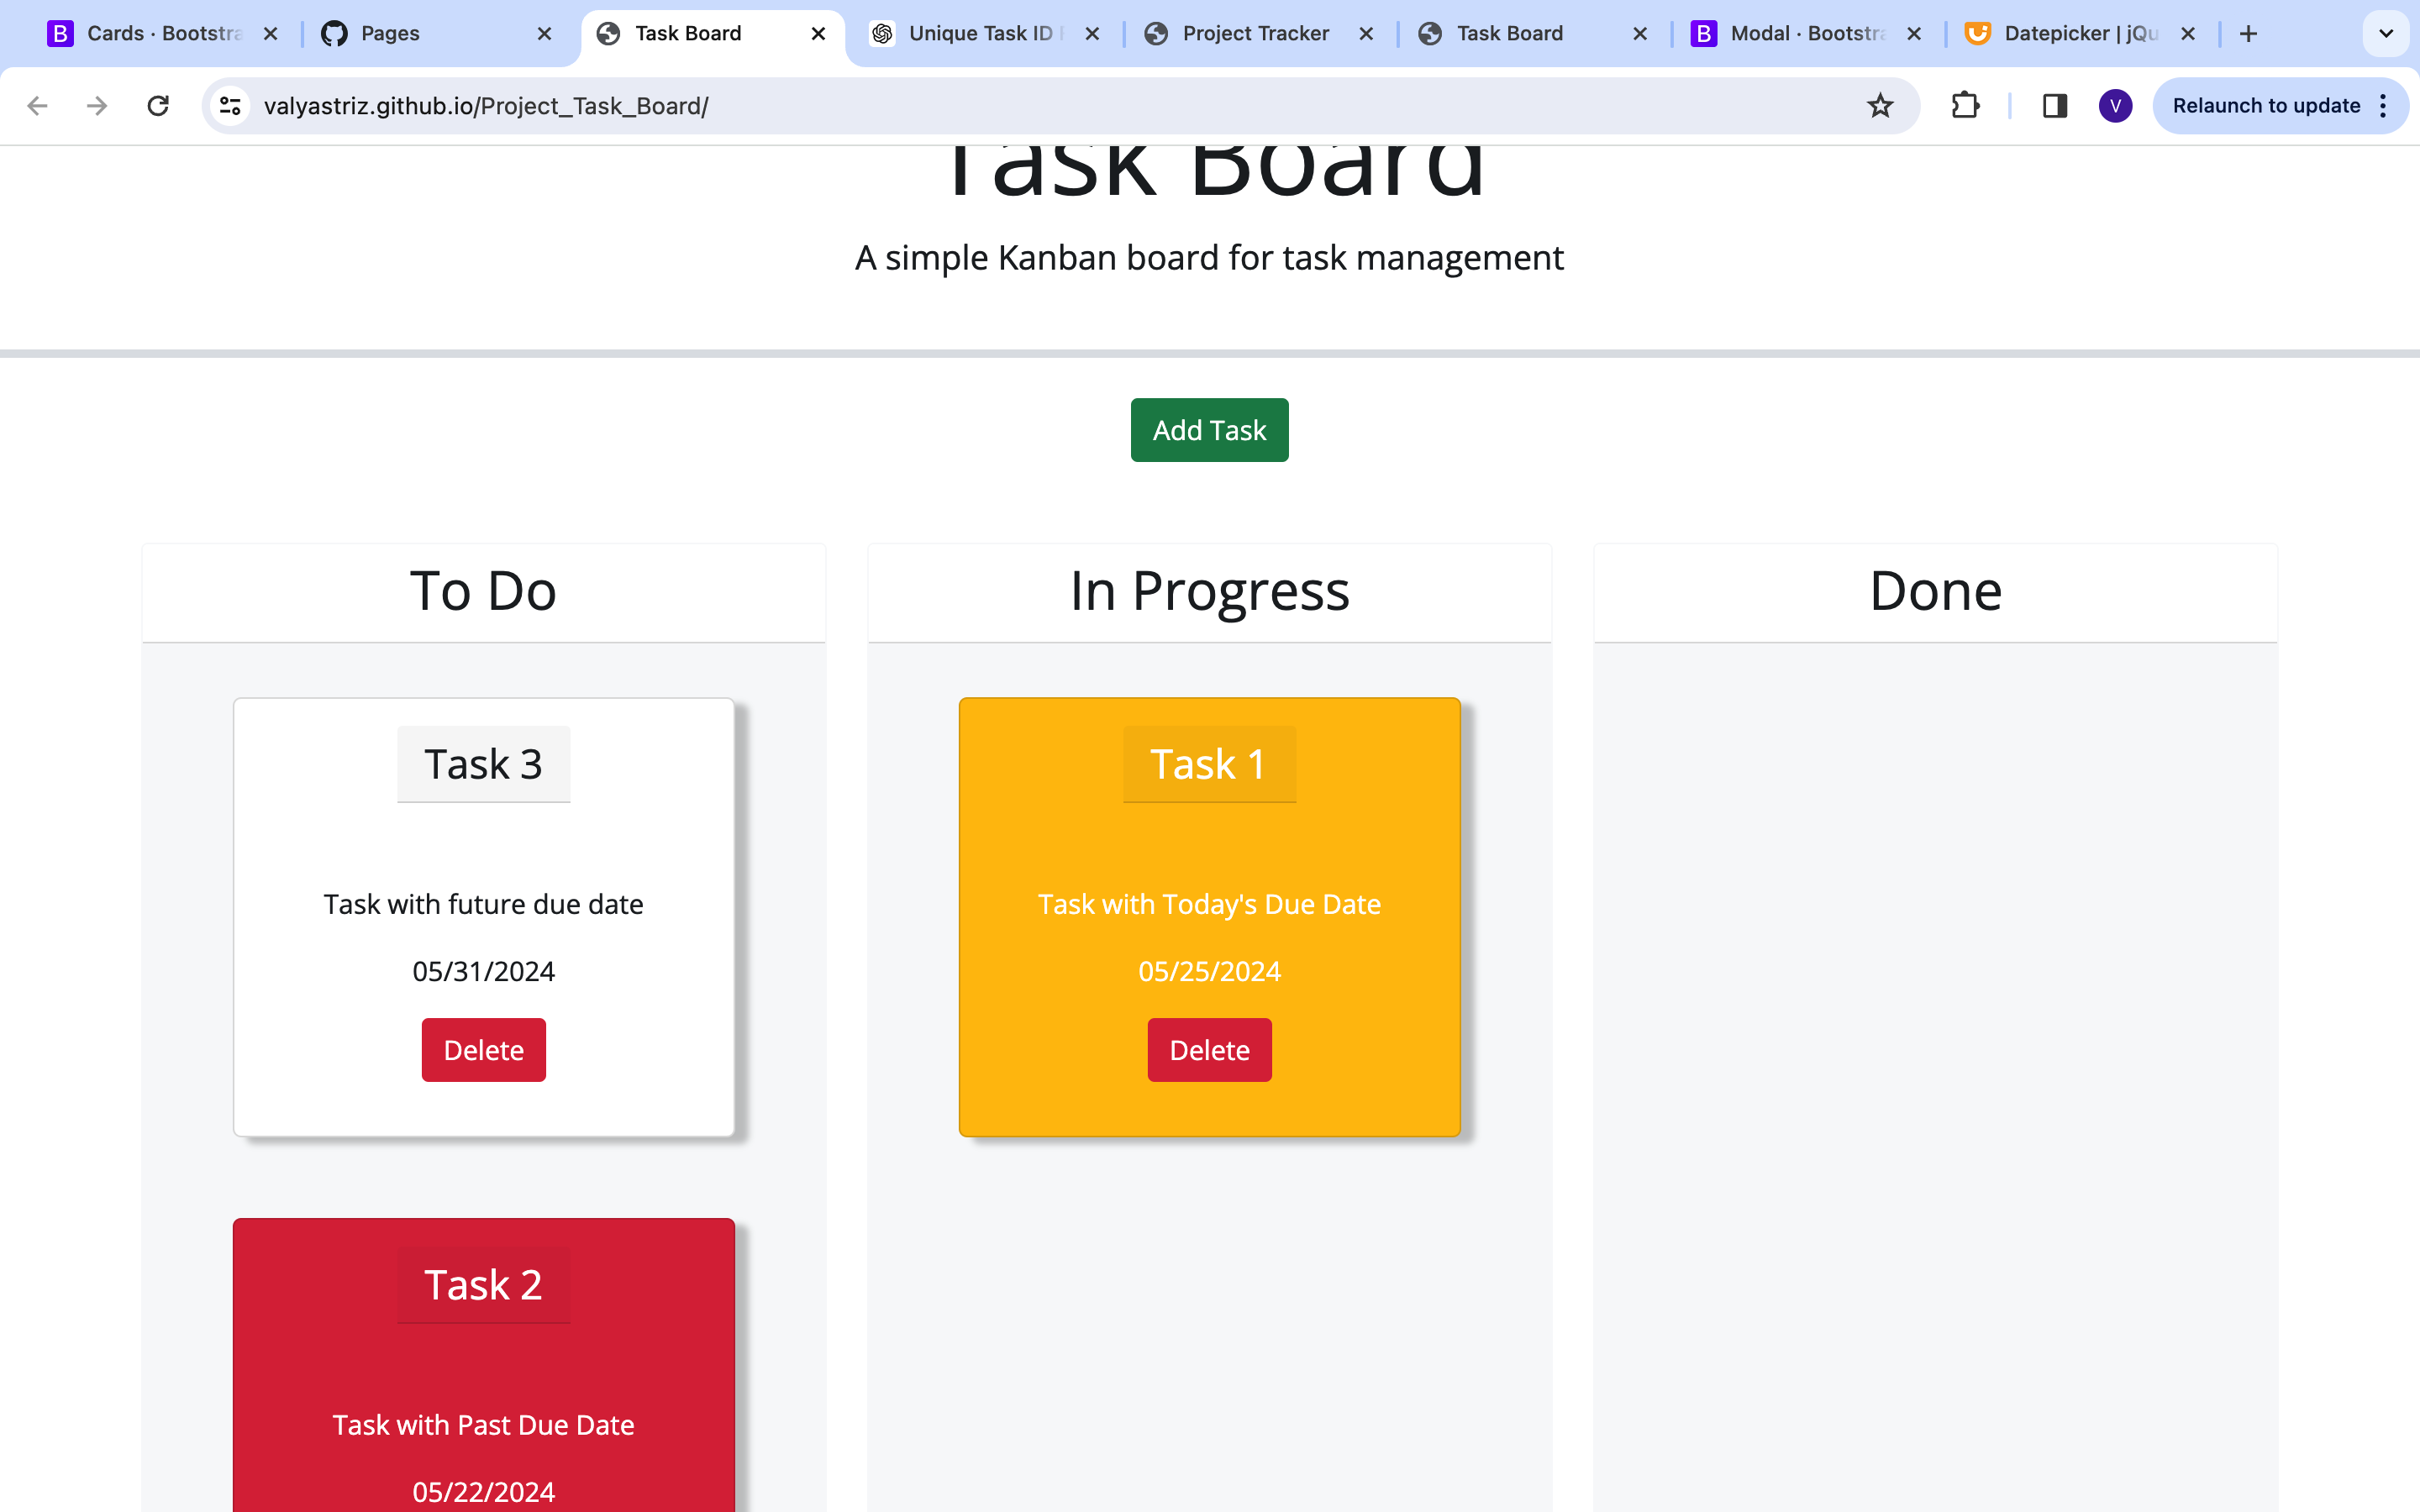 Cards · Bootstra
Pages
Task Board
Unique Task ID
Project Tracker
Task Board
Modal · Bootstra
Datepicker | jQu
valyastriz.github.io/Project_Task_Board/
V
Relaunch to update
Task Board
A simple Kanban board for task management
Add Task
To Do
In Progress
Done
Task 3
Task with future due date
05/31/2024
Delete
Task 1
Task with Today's Due Date
05/25/2024
Delete
Task 2
Task with Past Due Date
05/22/2024